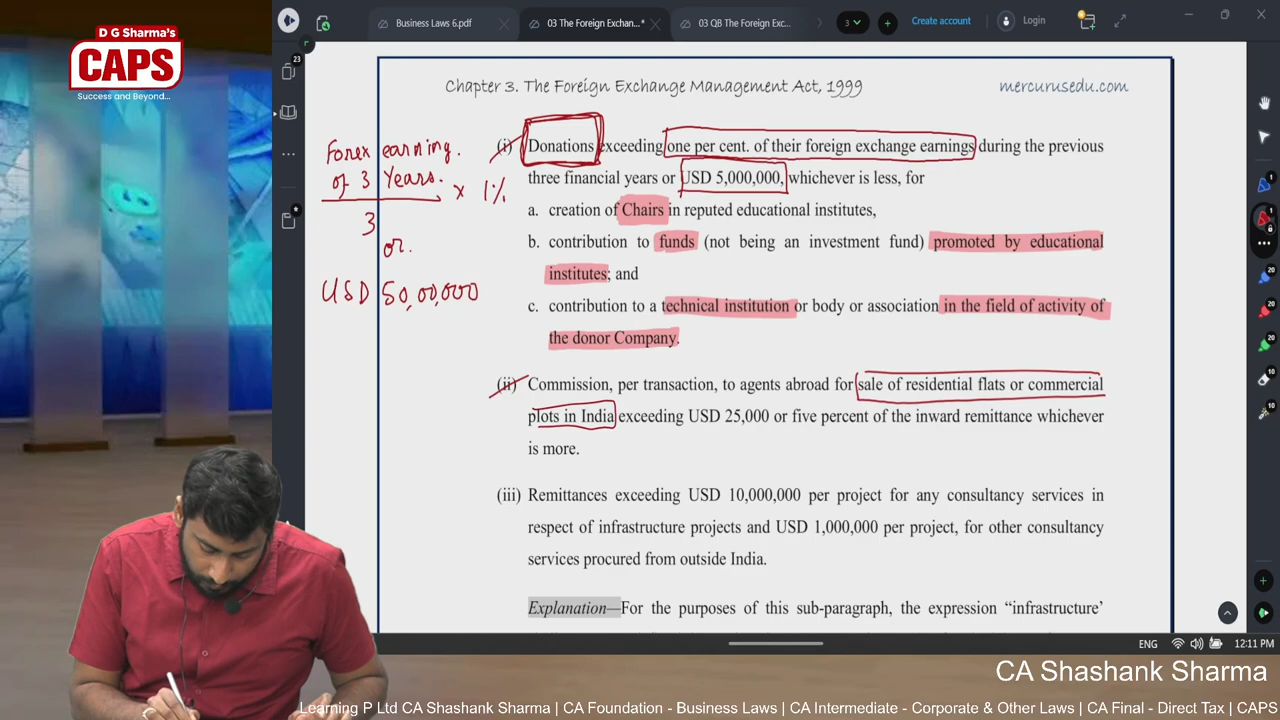 D G Sharma's
CAPS
Success and Beyond...
Business Laws 6.pdf
03 The Foreign Exchan...*
03 QB The Foreign Exc...
3
Create account
Login
23
Chapter 3. The Foreign Exchange Management Act, 1999
mercurusedu.com
Forex earning.
of 3 Years.
x 1%
3
or.
USD 50,00,000
(i) Donations exceeding one per cent. of their foreign exchange earnings during the previous
three financial years or USD 5,000,000, whichever is less, for
a. creation of Chairs in reputed educational institutes,
b. contribution to funds (not being an investment fund) promoted by educational
institutes; and
c. contribution to a technical institution or body or association in the field of activity of
the donor Company.
(ii) Commission, per transaction, to agents abroad for sale of residential flats or commercial
plots in India exceeding USD 25,000 or five percent of the inward remittance whichever
is more.
(iii) Remittances exceeding USD 10,000,000 per project for any consultancy services in
respect of infrastructure projects and USD 1,000,000 per project, for other consultancy
services procured from outside India.
Explanation—For the purposes of this sub-paragraph, the expression “infrastructure’
1
1
20
20
20
10
10
ENG
12:11 PM
CA Shashank Sharma
Learning P Ltd CA Shashank Sharma | CA Foundation - Business Laws | CA Intermediate - Corporate & Other Laws | CA Final - Direct Tax | CAPS